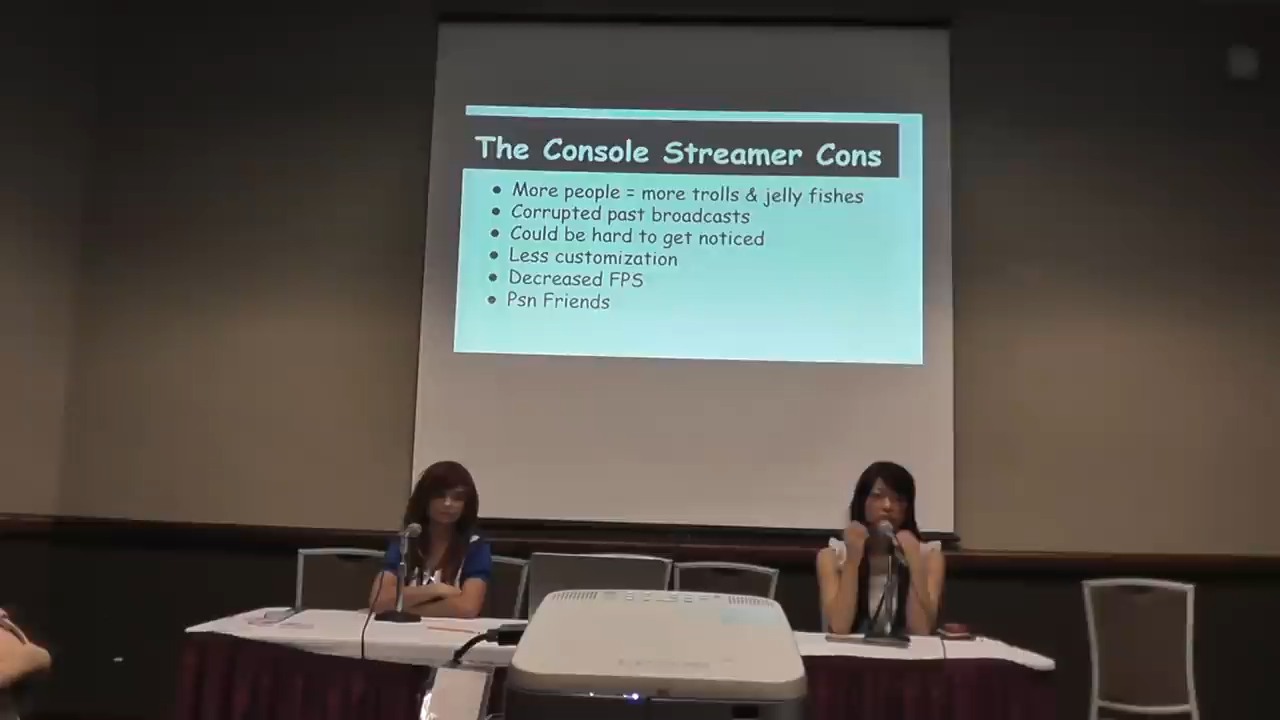 The Console Streamer Cons
• More people = more trolls & jelly fishes
• Corrupted past broadcasts
• Could be hard to get noticed
• Less customization
• Decreased FPS
• Psn Friends